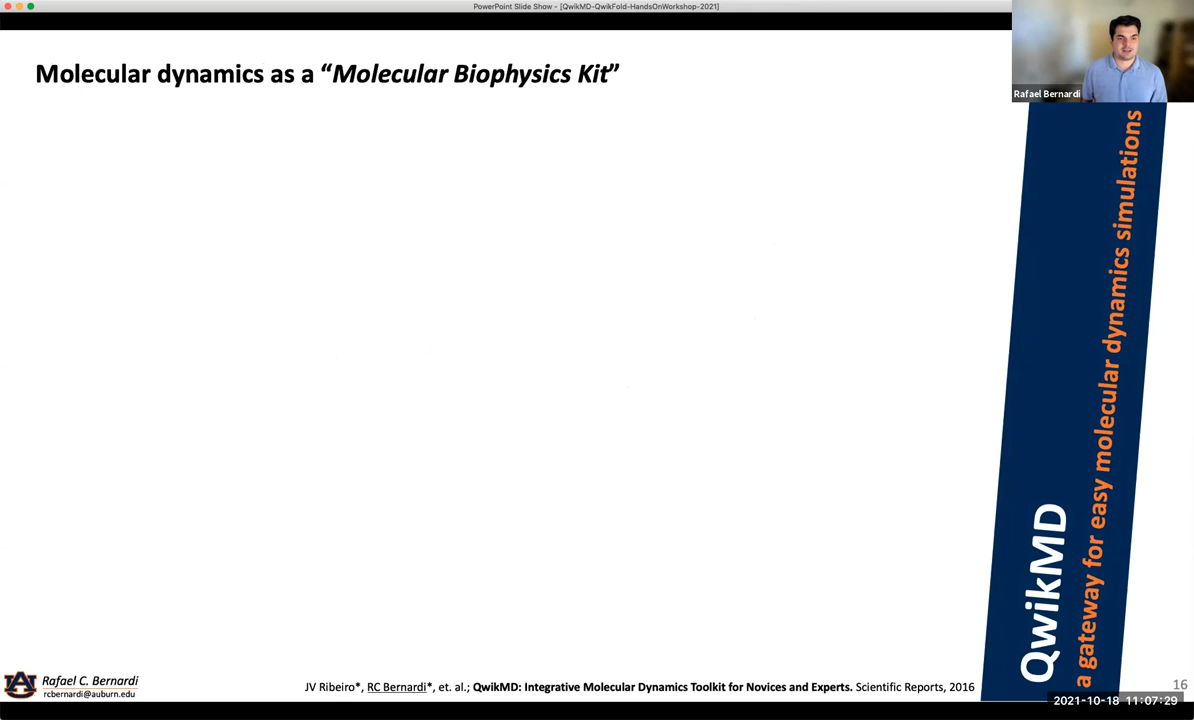 PowerPoint Slide Show - [QwikMD-QwikFold-HandsOnWorkshop-2021]
Rafael Bernardi
Molecular dynamics as a “Molecular Biophysics Kit”
QwikMD
a gateway for easy molecular dynamics simulations
Rafael C. Bernardi
rcbernardi@auburn.edu
JV Ribeiro*, RC Bernardi*, et. al.; QwikMD: Integrative Molecular Dynamics Toolkit for Novices and Experts. Scientific Reports, 2016
16
2021-10-18 11:07:29